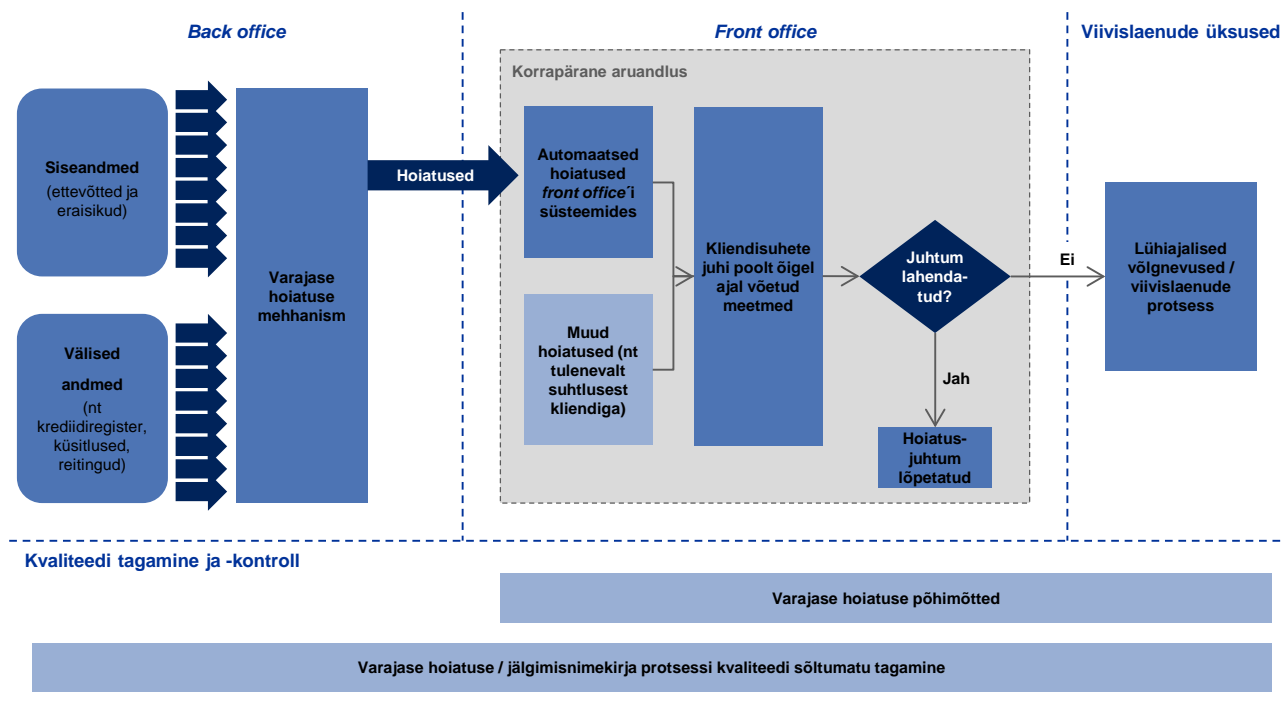 Back office
Front office
Viivislaenude üksused
Korrapärane aruandlus
Siseandmed
(ettevõtted ja
eraisikud)
Välised
andmed
(nt
krediidiregister,
küsitlused,
reitingud)
Varajase
hoiatuse
mehhanism
Hoiatused
Automaatsed
hoiatused
front office´i
süsteemides
Muud
hoiatused (nt
tulenevalt
suhtlusest
kliendiga)
Kliendisuhete
juhi poolt õigel
ajal võetud
meetmed
Juhtum
lahenda-
tud?
Ei
Jah
Hoiatus-
juhtum
lõpetatud
Lühiajalised
võlgnevused /
viivislaenude
protsess
Kvaliteedi tagamine ja -kontroll
Varajase hoiatuse põhimõtted
Varajase hoiatuse / jälgimisnimekirja protsessi kvaliteedi sõltumatu tagamine